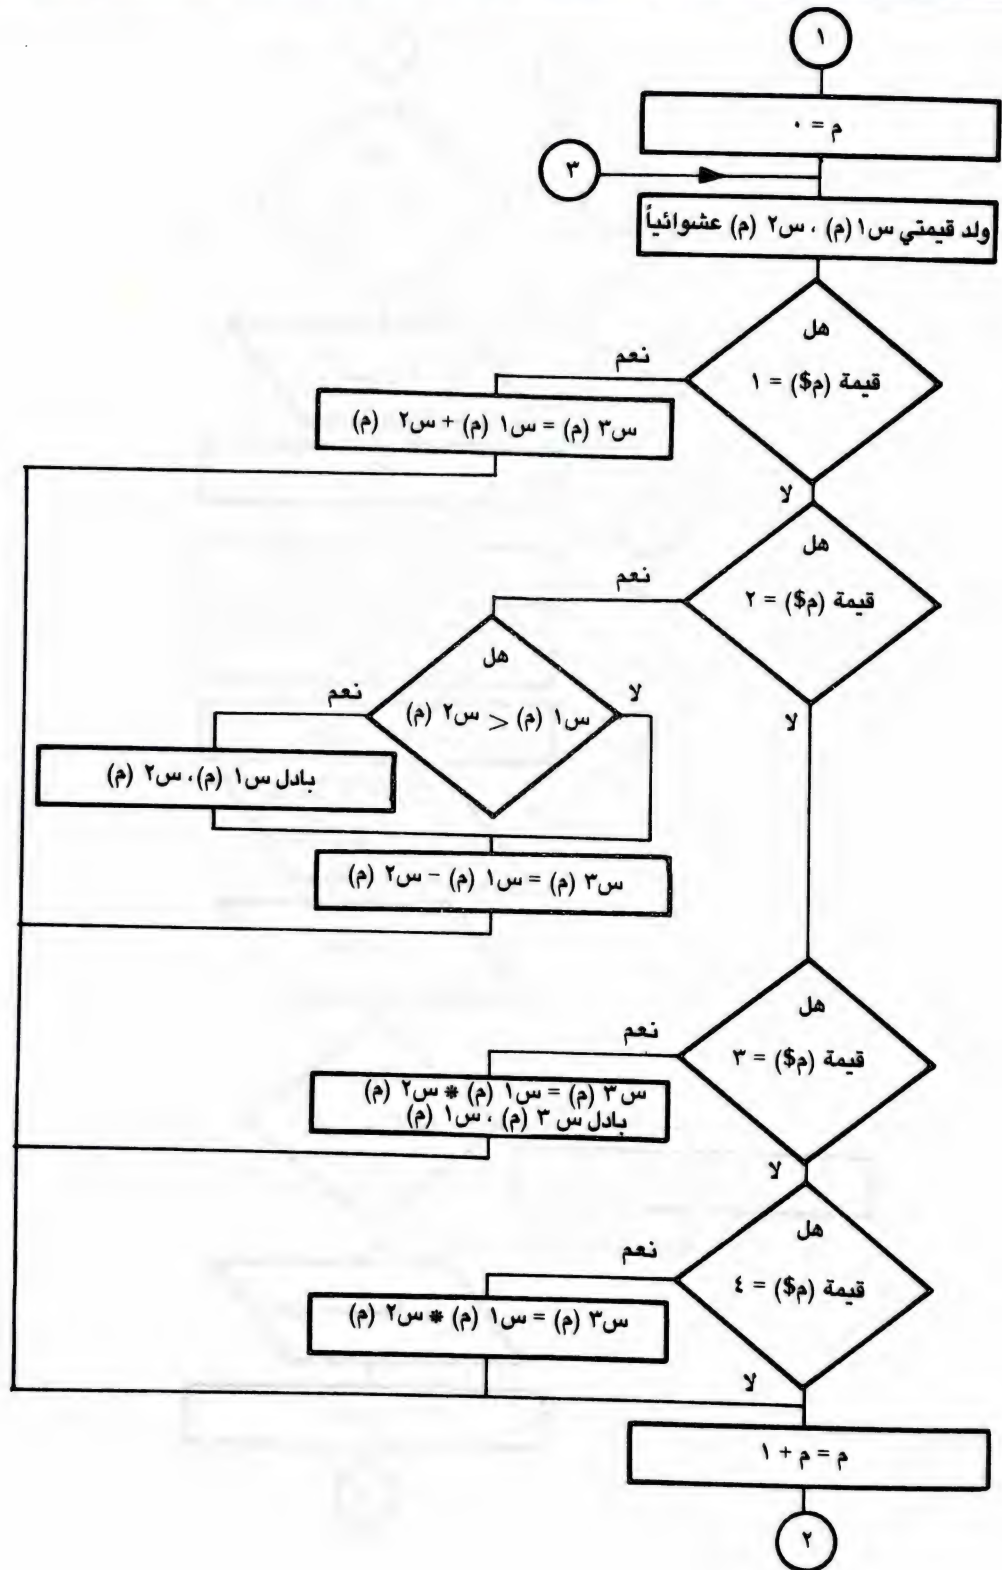 ١
م = ٠
٣
ولد قيمتي س١ (م) ، س٢ (م) عشوائياً
هل
قيمة (م$) = ١
نعم
س٣ (م) = س١ (م) + س٢ (م)
لا
هل
قيمة (م$) = ٢
نعم
هل
س١ (م) < س٢ (م)
نعم
لا
بادل س١ (م)، س٢ (م)
س٣ (م) = س١ (م) - س٢ (م)
لا
هل
قيمة (م$) = ٣
نعم
س٣ (م) = س١ (م) * س٢ (م)
بادل س ٣ (م) ، س١ (م)
لا
هل
قيمة (م$) = ٤
نعم
س٣ (م) = س١ (م) * س٢ (م)
لا
م = م + ١
٢